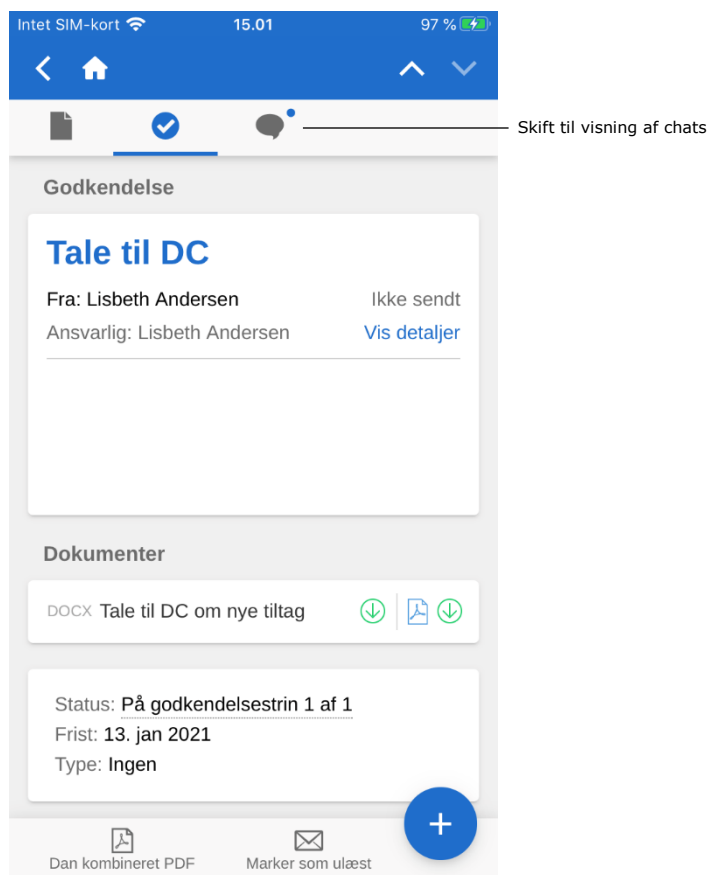 Intet SIM-kort 15.01 97 %
Skift til visning af chats
Godkendelse
Tale til DC
Fra: Lisbeth Andersen Ikke sendt
Ansvarlig: Lisbeth Andersen Vis detaljer
Dokumenter
DOCX Tale til DC om nye tiltag
Status: På godkendelsestrin 1 af 1
Frist: 13. jan 2021
Type: Ingen
Dan kombineret PDF Marker som ulæst